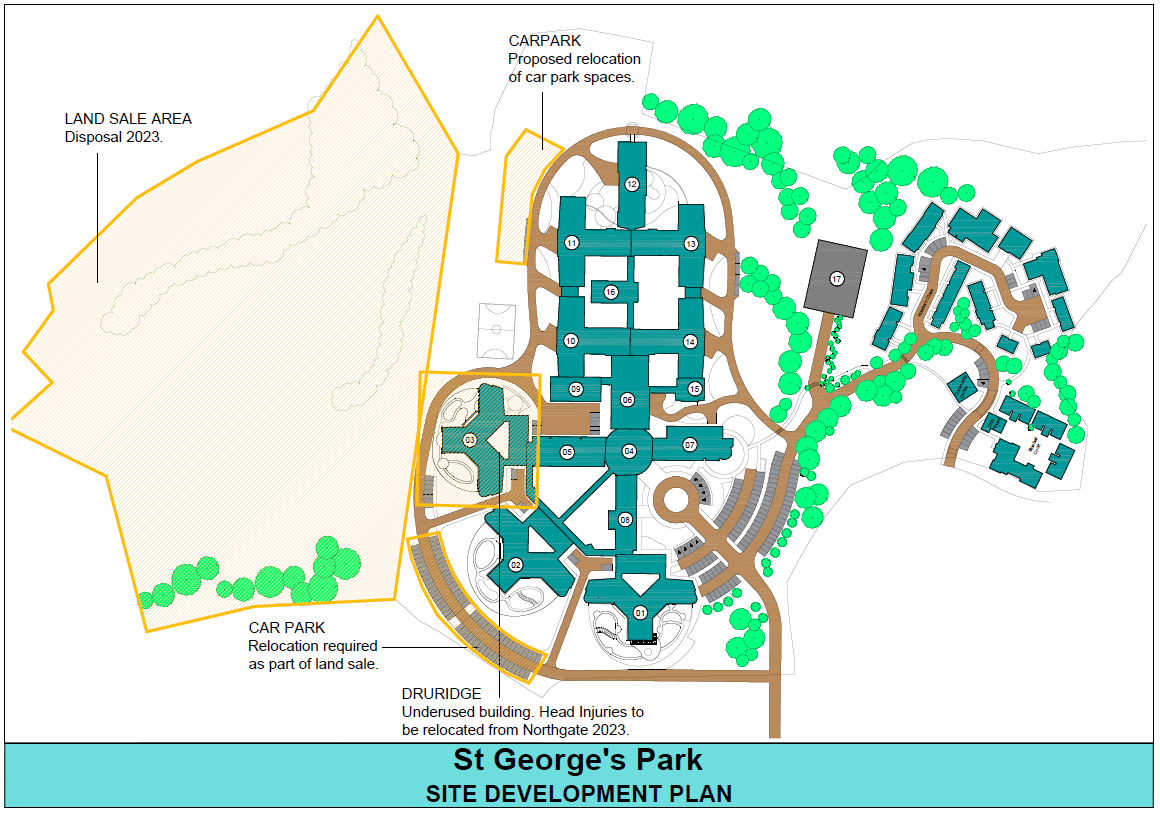 CARPARK
Proposed relocation
of car park spaces.
LAND SALE AREA
Disposal 2023.
12
11
13
16
17
10
14
09
15
06
03
05
04
07
08
02
01
CAR PARK
Relocation required
as part of land sale.
DRURIDGE
Underused building. Head Injuries to
be relocated from Northgate 2023.
St George's Park
SITE DEVELOPMENT PLAN